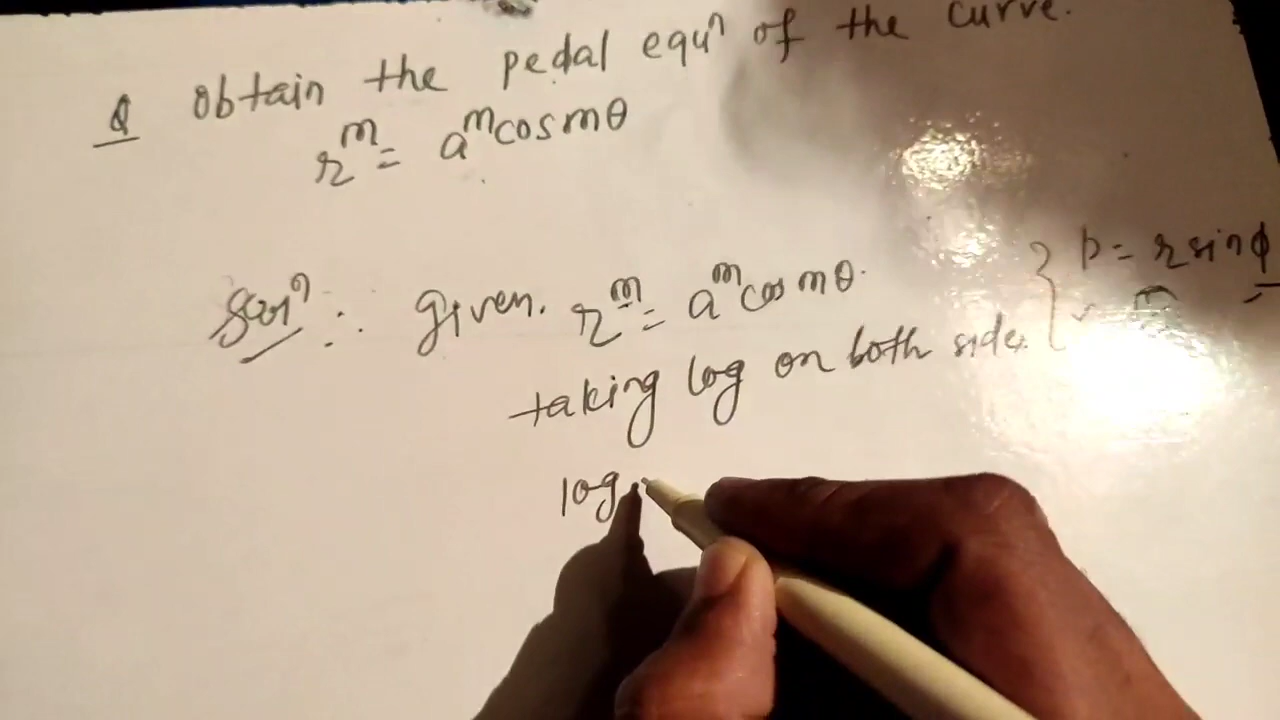 Q Obtain the pedal equⁿ of the curve.
rᵐ = aᵐ cos mθ
Solⁿ :. given. rᵐ = aᵐ cos mθ.
p = r sin ϕ
taking log on both side.
log